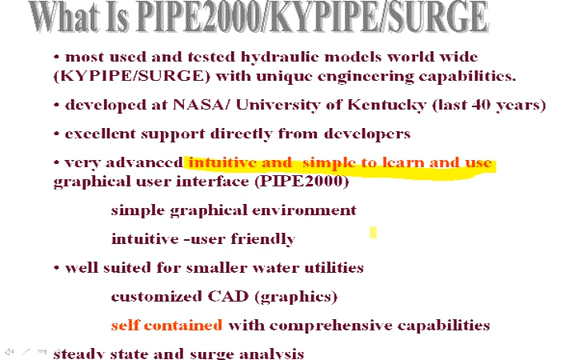 What Is PIPE2000/KYPIPE/SURGE
• most used and tested hydraulic models world wide
(KYPIPE/SURGE) with unique engineering capabilities.
• developed at NASA/ University of Kentucky (last 40 years)
• excellent support directly from developers
• very advanced intuitive and simple to learn and use
graphical user interface (PIPE2000)
simple graphical environment
intuitive -user friendly
• well suited for smaller water utilities
customized CAD (graphics)
self contained with comprehensive capabilities
steady state and surge analysis